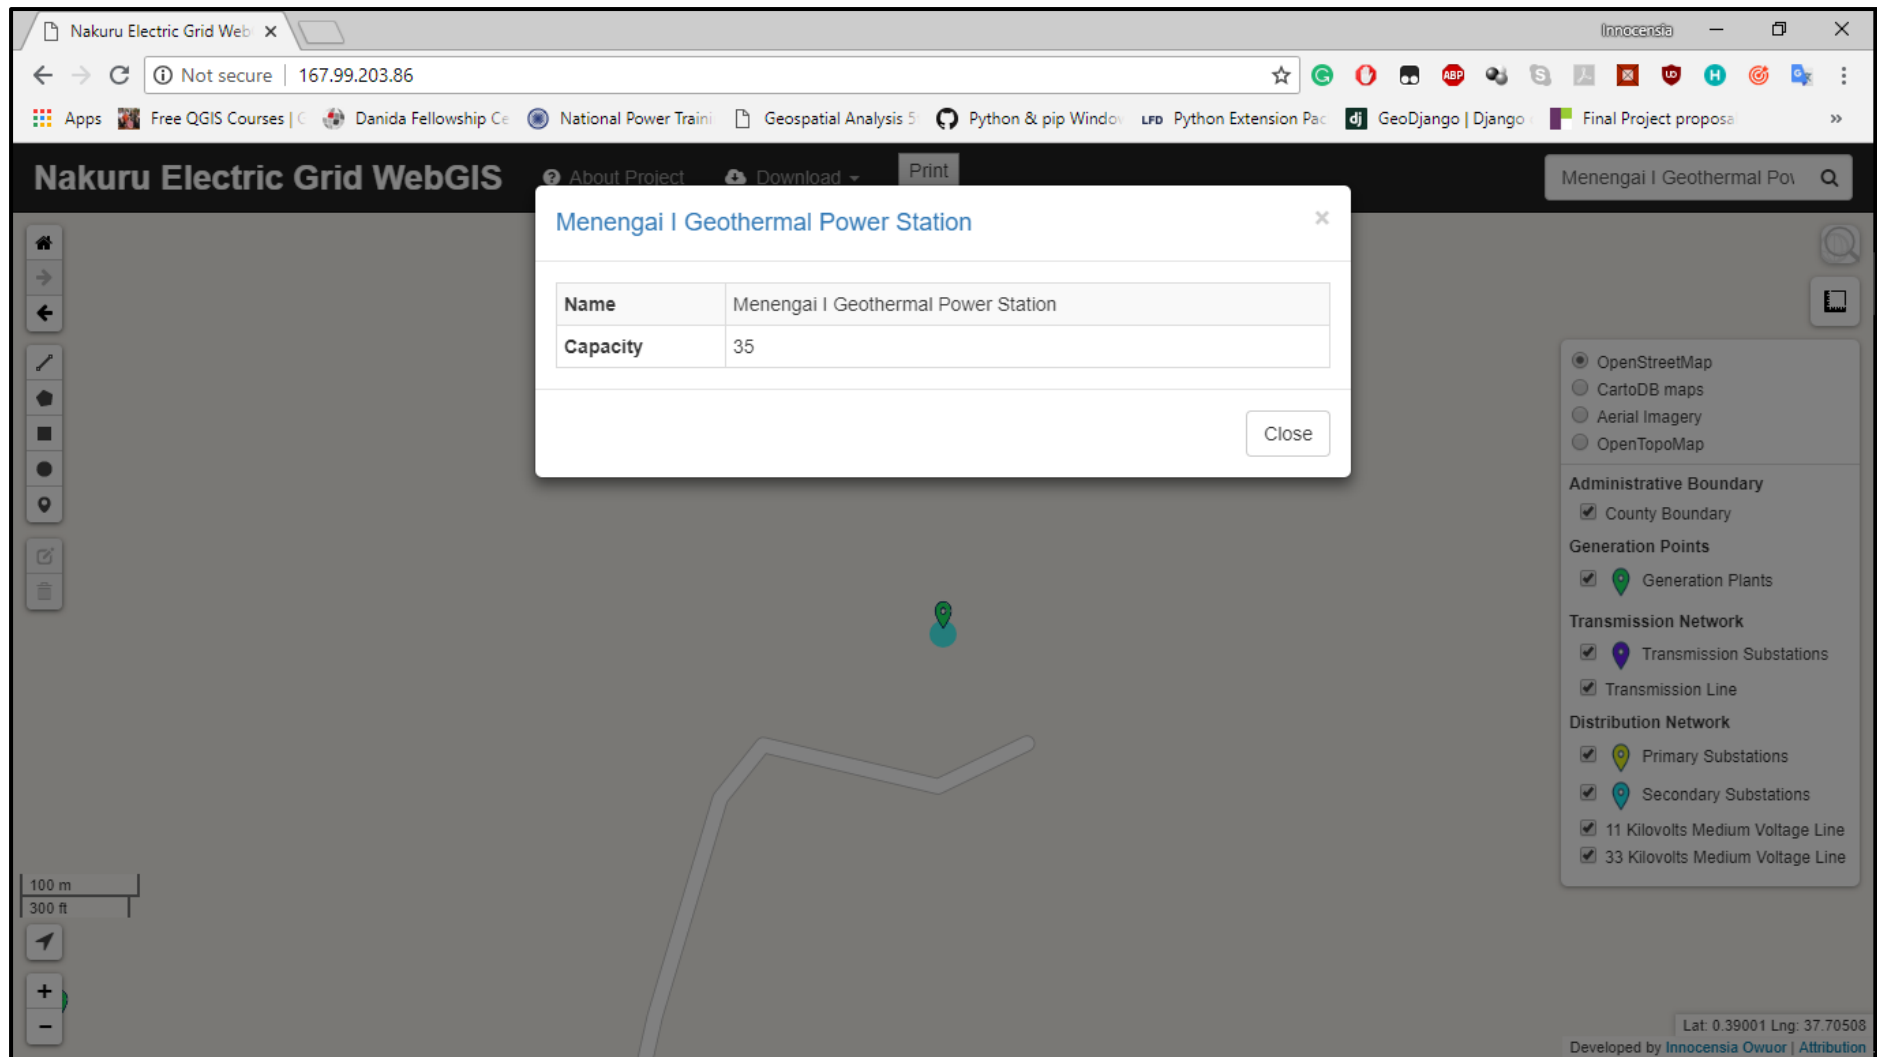 Nakuru Electric Grid Web
Innocensia
Not secure | 167.99.203.86
Apps Free QGIS Courses | Danida Fellowship Ce National Power Traini Geospatial Analysis 5 Python & pip Window LFD Python Extension Pac dj GeoDjango | Django Final Project proposal »
Nakuru Electric Grid WebGIS About Project Download Print Menengai I Geothermal Pow
Menengai I Geothermal Power Station ×
Name Menengai I Geothermal Power Station
Capacity 35
Close
OpenStreetMap
CartoDB maps
Aerial Imagery
OpenTopoMap
Administrative Boundary
County Boundary
Generation Points
Generation Plants
Transmission Network
Transmission Substations
Transmission Line
Distribution Network
Primary Substations
Secondary Substations
11 Kilovolts Medium Voltage Line
33 Kilovolts Medium Voltage Line
100 m
300 ft
+
−
Lat: 0.39001 Lng: 37.70508
Developed by Innocensia Owuor | Attribution